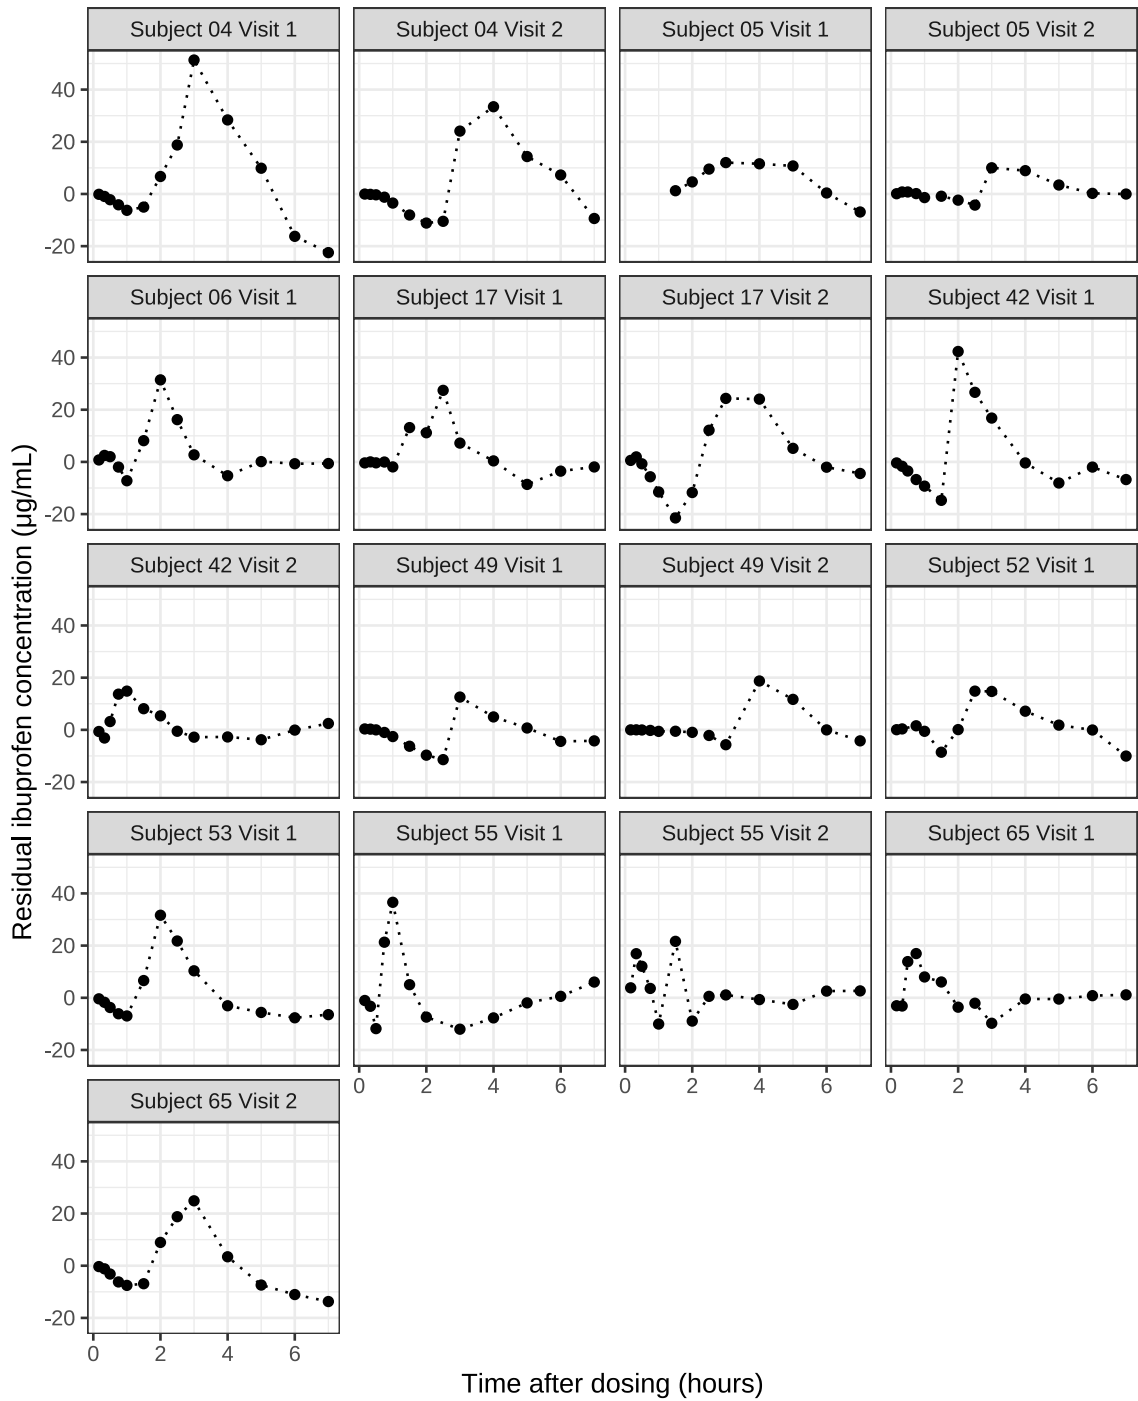 Subject 04 Visit 1
Subject 04 Visit 2
Subject 05 Visit 1
Subject 05 Visit 2
40
20
0
-20
Subject 06 Visit 1
Subject 17 Visit 1
Subject 17 Visit 2
Subject 42 Visit 1
40
20
0
-20
Subject 42 Visit 2
Subject 49 Visit 1
Subject 49 Visit 2
Subject 52 Visit 1
40
20
0
-20
Subject 53 Visit 1
Subject 55 Visit 1
Subject 55 Visit 2
Subject 65 Visit 1
40
20
0
-20
0 2 4 6
0 2 4 6
0 2 4 6
Subject 65 Visit 2
40
20
0
-20
0 2 4 6
Residual ibuprofen concentration (μg/mL)
Time after dosing (hours)